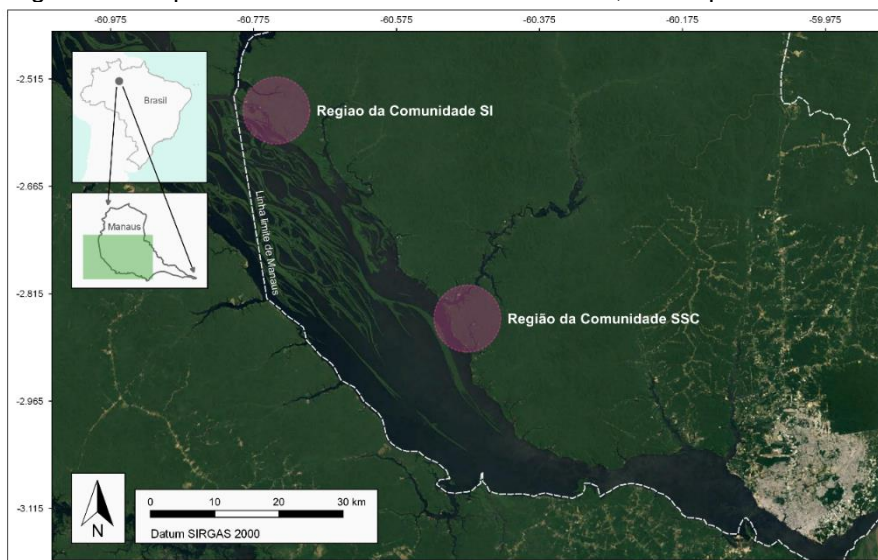 -60.975 -60.775 -60.575 -60.375 -60.175 -59.975
-2.515
Brasil
Regiao da Comunidade SI
-2.665
Linha limite de Manaus
Manaus
-2.815
Região da Comunidade SSC
-2.965
-3.115
N
0 10 20 30 km
Datum SIRGAS 2000